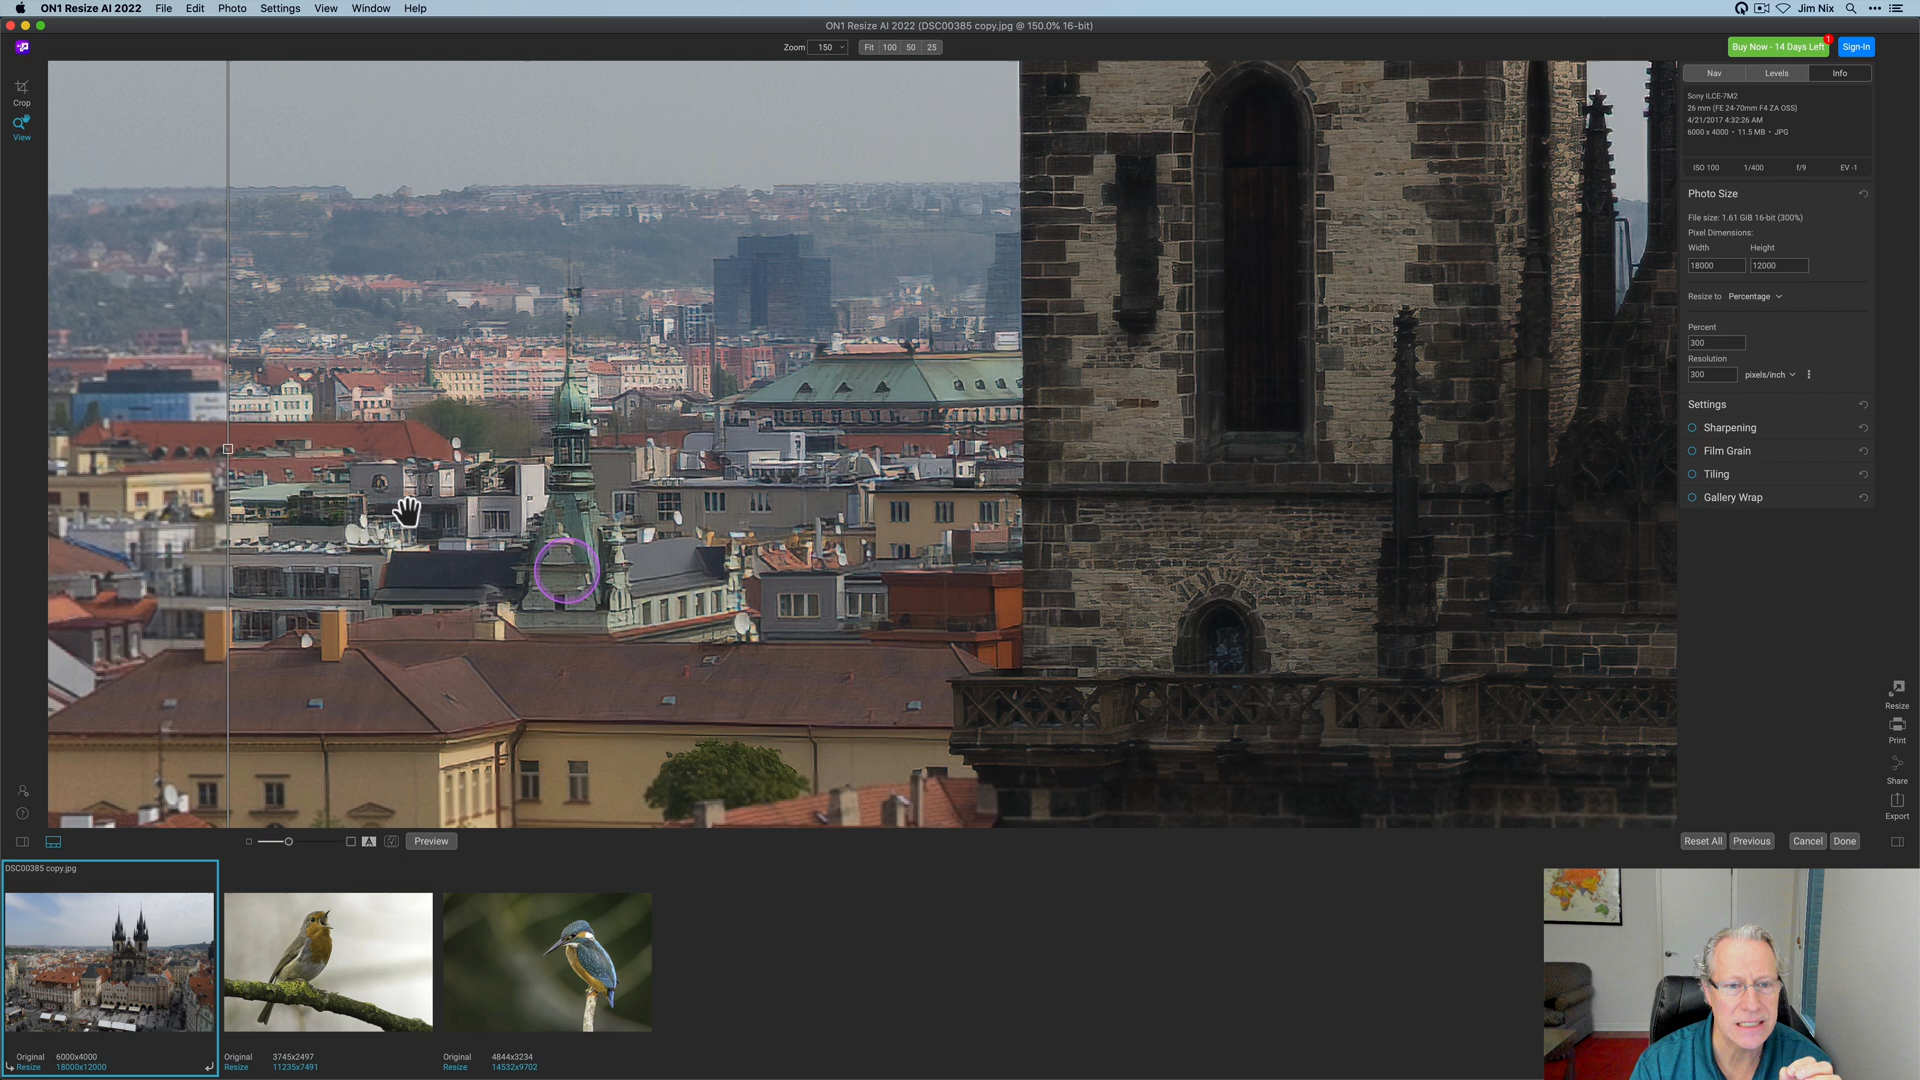 ON1 Resize AI 2022 File Edit Photo Settings View Window Help Jim Nix
ON1 Resize AI 2022 (DSC00385 copy.jpg @ 150.0% 16-bit)
Zoom 150 Fit 100 50 25
Buy Now - 14 Days Left 1 Sign-In
Crop
View
Nav Levels Info
Sony ILCE-7M2
26 mm (FE 24-70mm F4 ZA OSS)
4/21/2017 4:32:26 AM
6000 x 4000 • 11.5 MB • JPG
ISO 100 1/400 f/9 EV -1
Photo Size
File size: 1.61 GiB 16-bit (300%)
Pixel Dimensions:
Width Height
18000 12000
Resize to Percentage
Percent
300
Resolution
300 pixels/inch
Settings
Sharpening
Film Grain
Tiling
Gallery Wrap
Resize
Print
Share
Export
A Preview Reset All Previous Cancel Done
DSC00385 copy.jpg
Original 6000x4000
Resize 18000x12000
Original 3745x2497
Resize 11235x7491
Original 4844x3234
Resize 14532x9702